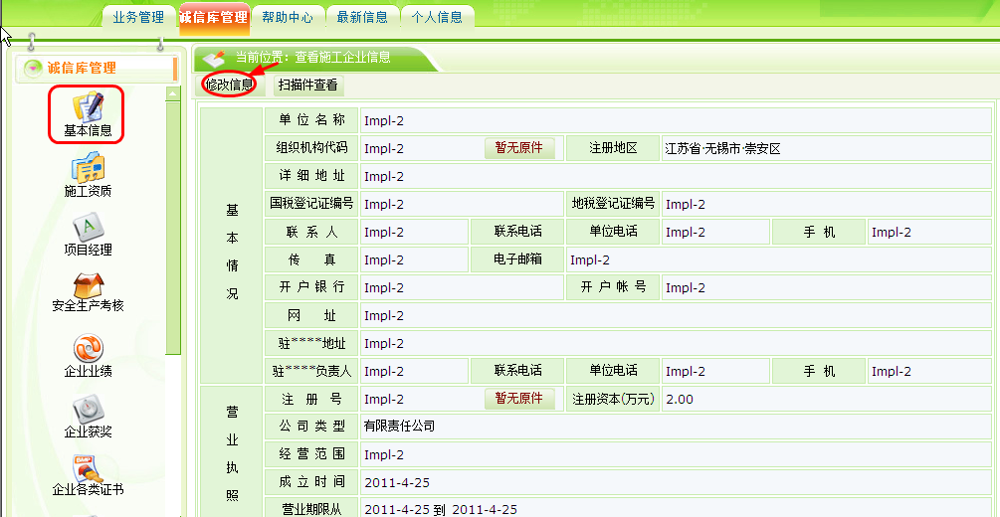 业务管理 诚信库管理 帮助中心 最新信息 个人信息
诚信库管理
基本信息
施工资质
项目经理
安全生产考核
企业业绩
企业获奖
企业各类证书
当前位置：查看施工企业信息
修改信息 扫描件查看
基本情况
单位名称 Impl-2
组织机构代码 Impl-2 暂无原件 注册地区 江苏省·无锡市·崇安区
详细地址 Impl-2
国税登记证编号 Impl-2 地税登记证编号 Impl-2
联系人 Impl-2 联系电话 单位电话 Impl-2 手机 Impl-2
传真 Impl-2 电子邮箱 Impl-2
开户银行 Impl-2 开户帐号 Impl-2
网址 Impl-2
驻****地址 Impl-2
驻****负责人 Impl-2 联系电话 单位电话 Impl-2 手机 Impl-2
营业执照
注册号 Impl-2 暂无原件 注册资本(万元) 2.00
公司类型 有限责任公司
经营范围 Impl-2
成立时间 2011-4-25
营业期限从 2011-4-25 到 2011-4-25